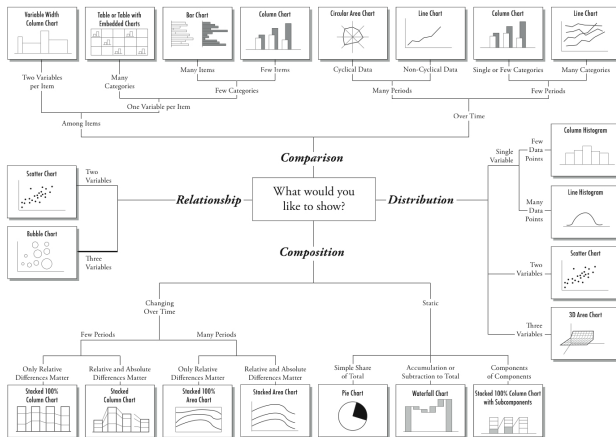 Variable Width
Column Chart
Table or Table with
Embedded Charts
Bar Chart
Column Chart
Circular Area Chart
Line Chart
Column Chart
Line Chart
Two Variables
per Item
Many
Categories
Many Items
Few Items
Cyclical Data
Non-Cyclical Data
Single or Few Categories
Many Categories
Few Categories
Many Periods
Few Periods
One Variable per Item
Among Items
Over Time
Comparison
What would you
like to show?
Relationship
Scatter Chart
Two
Variables
Bubble Chart
Three
Variables
Distribution
Single
Variable
Few
Data
Points
Column Histogram
Many
Data
Points
Line Histogram
Two
Variables
Scatter Chart
Three
Variables
3D Area Chart
Composition
Changing
Over Time
Static
Few Periods
Many Periods
Only Relative
Differences Matter
Relative and Absolute
Differences Matter
Only Relative
Differences Matter
Relative and Absolute
Differences Matter
Simple Share
of Total
Accumulation or
Subtraction to Total
Components
of Components
Stacked 100%
Column Chart
Stacked
Column Chart
Stacked 100%
Area Chart
Stacked Area Chart
Pie Chart
Waterfall Chart
Stacked 100% Column Chart
with Subcomponents